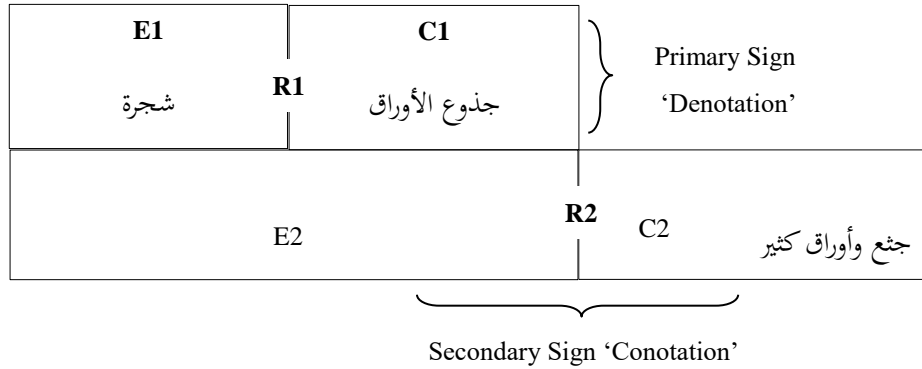 E1
C1
R1
شجرة
جذوع الأوراق
Primary Sign
‘Denotation’
R2
E2
C2
جثع وأوراق كثير
Secondary Sign ‘Conotation’